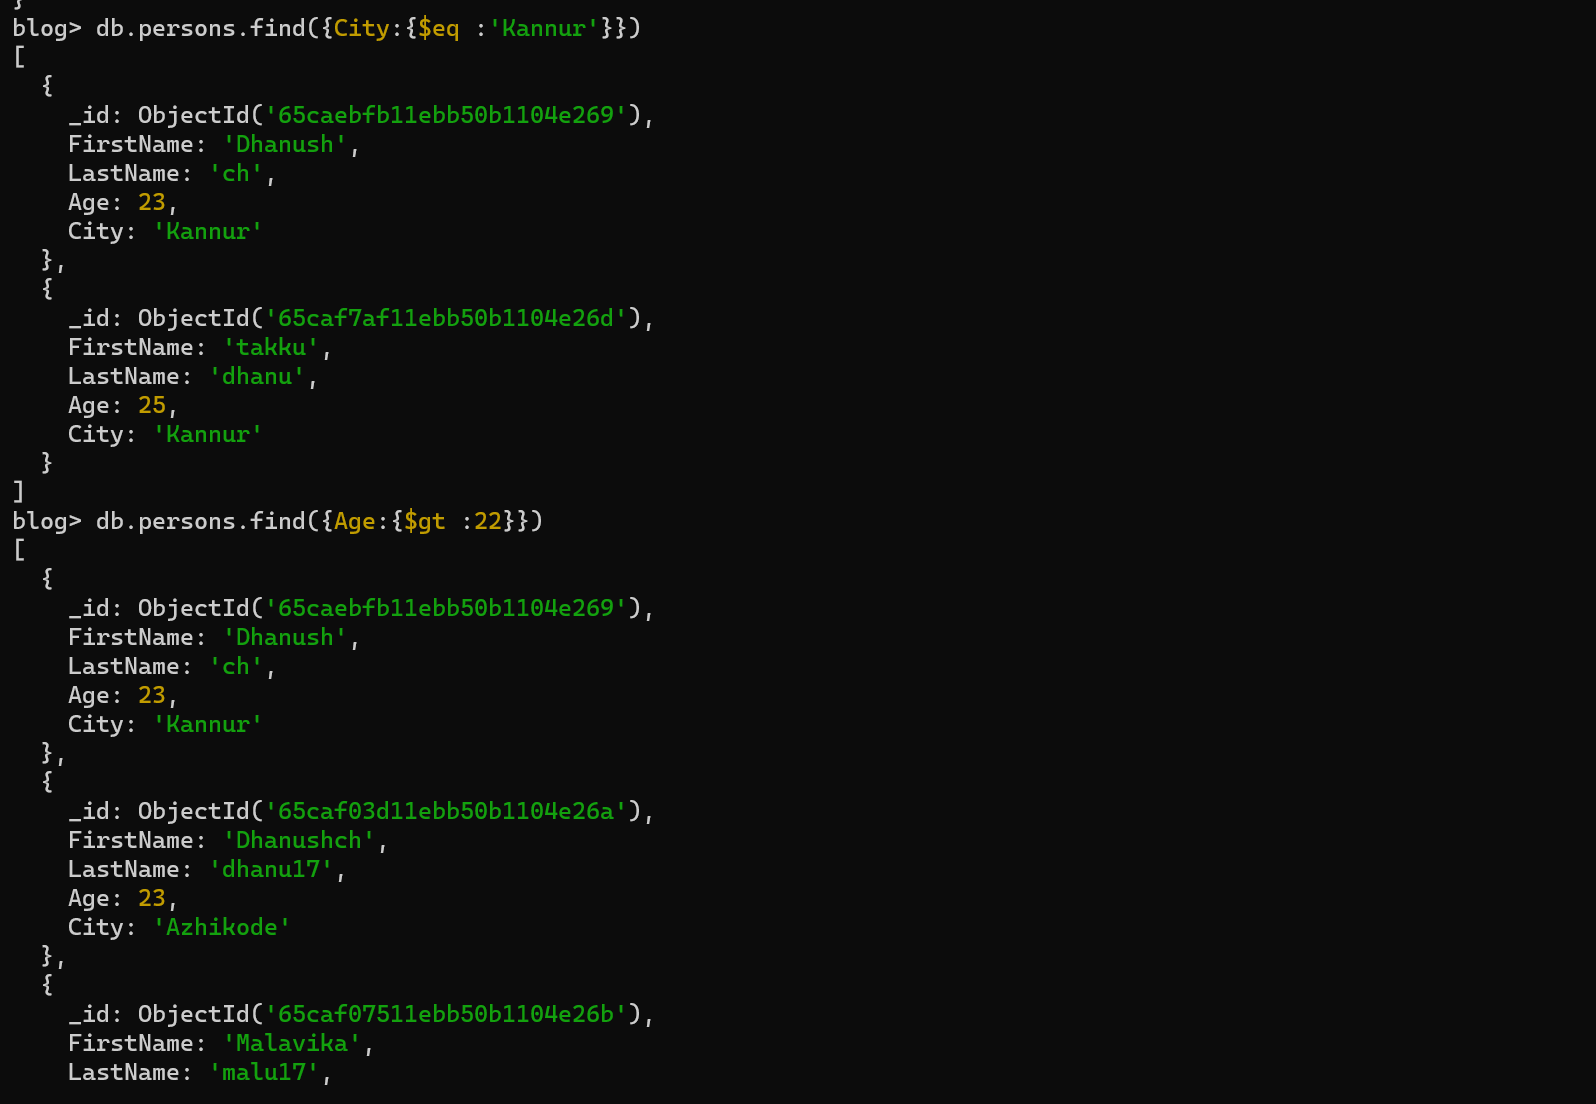 }
blog> db.persons.find({City:{$eq :'Kannur'}})
[
  {
    _id: ObjectId('65caebfb11ebb50b1104e269'),
    FirstName: 'Dhanush',
    LastName: 'ch',
    Age: 23,
    City: 'Kannur'
  },
  {
    _id: ObjectId('65caf7af11ebb50b1104e26d'),
    FirstName: 'takku',
    LastName: 'dhanu',
    Age: 25,
    City: 'Kannur'
  }
]
blog> db.persons.find({Age:{$gt :22}})
[
  {
    _id: ObjectId('65caebfb11ebb50b1104e269'),
    FirstName: 'Dhanush',
    LastName: 'ch',
    Age: 23,
    City: 'Kannur'
  },
  {
    _id: ObjectId('65caf03d11ebb50b1104e26a'),
    FirstName: 'Dhanushch',
    LastName: 'dhanu17',
    Age: 23,
    City: 'Azhikode'
  },
  {
    _id: ObjectId('65caf07511ebb50b1104e26b'),
    FirstName: 'Malavika',
    LastName: 'malu17',